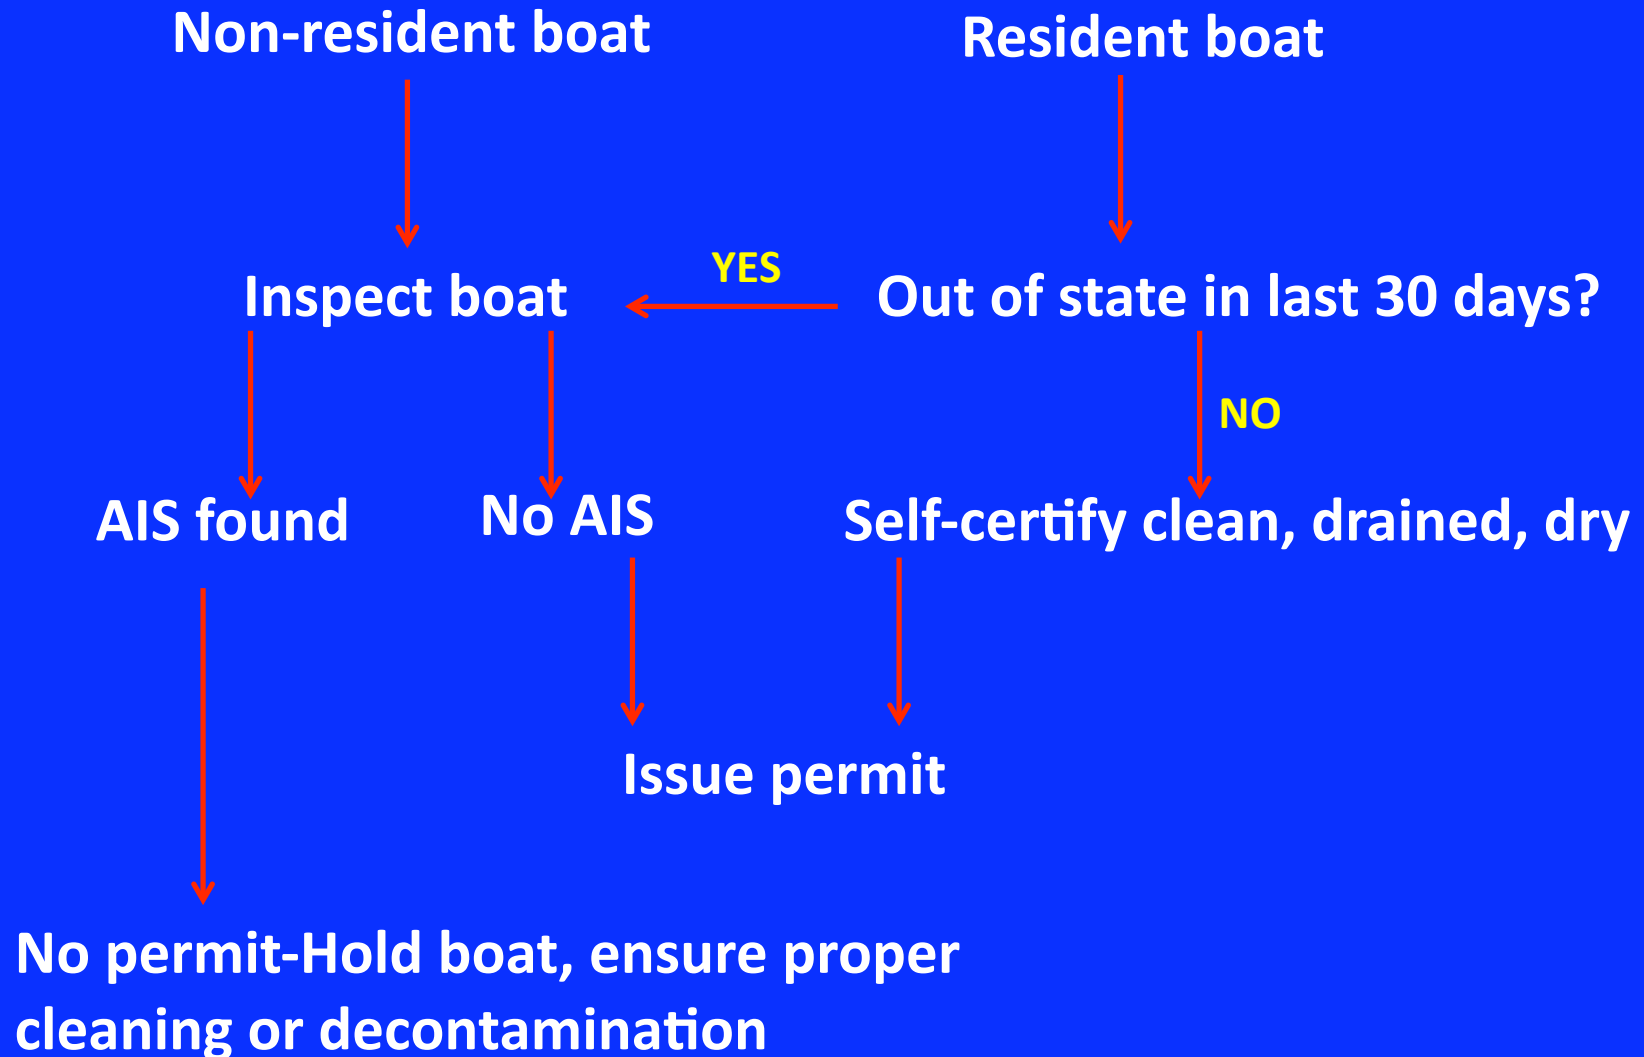 Non-resident boat
Resident boat
Inspect boat
YES
Out of state in last 30 days?
NO
AIS found
No AIS
Self-certify clean, drained, dry
Issue permit
No permit-Hold boat, ensure proper
cleaning or decontamination